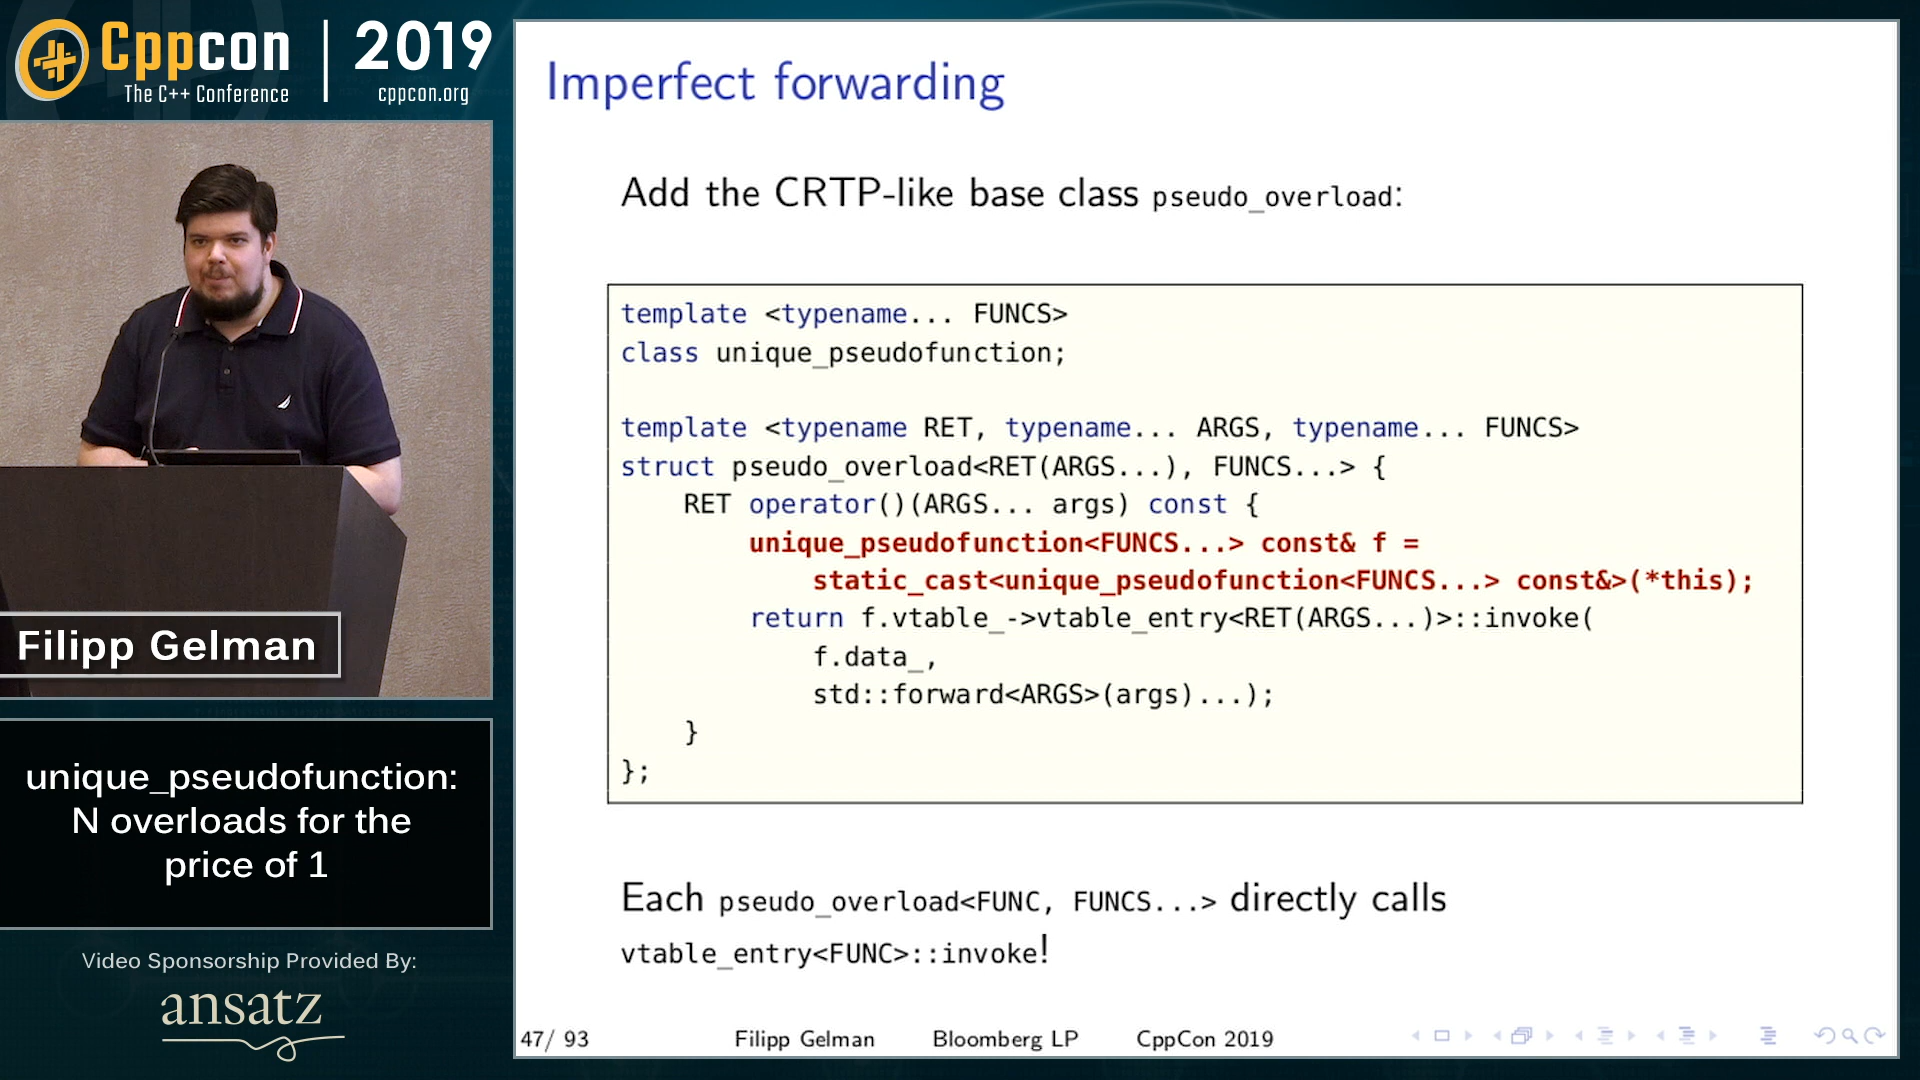 Cppcon
The C++ Conference
2019
cppcon.org
Imperfect forwarding
Add the CRTP-like base class pseudo_overload:
template <typename... FUNCS>
class unique_pseudofunction;
template <typename RET, typename... ARGS, typename... FUNCS>
struct pseudo_overload<RET(ARGS...), FUNCS...> {
    RET operator()(ARGS... args) const {
        unique_pseudofunction<FUNCS...> const& f =
            static_cast<unique_pseudofunction<FUNCS...> const&>(*this);
        return f.vtable_->vtable_entry<RET(ARGS...)>::invoke(
            f.data_,
            std::forward<ARGS>(args)...);
    }
};
Each pseudo_overload<FUNC, FUNCS...> directly calls
vtable_entry<FUNC>::invoke!
47/ 93 Filipp Gelman Bloomberg LP CppCon 2019
Filipp Gelman
unique_pseudofunction:
N overloads for the
price of 1
Video Sponsorship Provided By:
ansatz